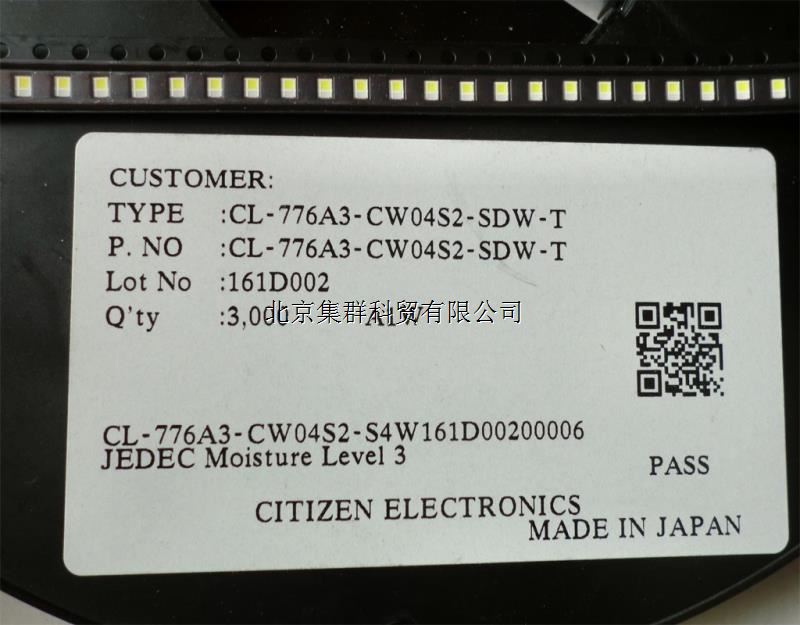 CUSTOMER:
TYPE :CL-776A3-CW04S2-SDW-T
P. NO :CL-776A3-CW04S2-SDW-T
Lot No :161D002
Q'ty :3,000 A1W
北京集群科贸有限公司
CL-776A3-CW04S2-S4W161D00200006
JEDEC Moisture Level 3
PASS
CITIZEN ELECTRONICS
MADE IN JAPAN